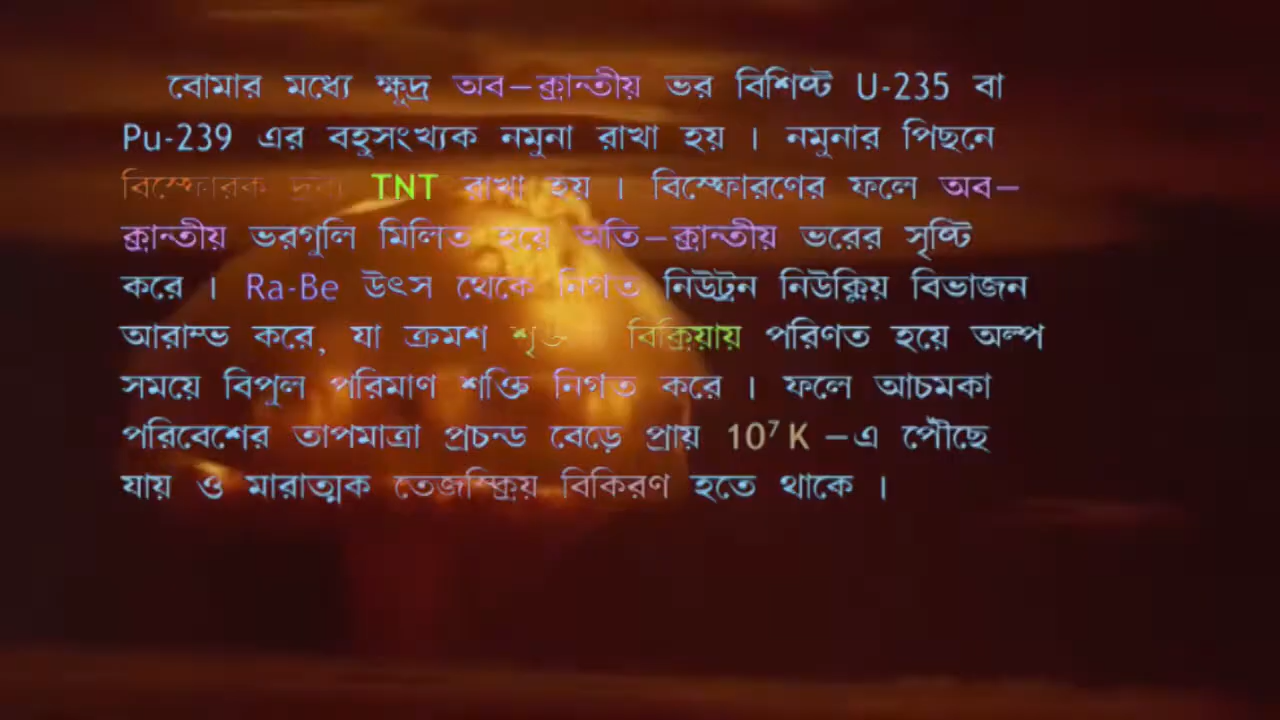 বোমার মধ্যে ক্ষুদ্র অব–ক্রান্তীয় ভর বিশিষ্ট U-235 বা
Pu-239 এর বহুসংখ্যক নমুনা রাখা হয় । নমুনার পিছনে
বিস্ফোরক TNT রাখা হয় । বিস্ফোরণের ফলে অব–
ক্রান্তীয় ভরগুলি মিলিত হয়ে অতি–ক্রান্তীয় ভরের সৃষ্টি
করে । Ra-Be উৎস থেকে নিগত নিউট্রন নিউক্লিয় বিভাজন
আরাম্ভ করে, যা ক্রমশ বিক্রিয়ায় পরিণত হয়ে অল্প
সময়ে বিপুল পরিমাণ শক্তি নিগত করে । ফলে আচমকা
পরিবেশের তাপমাত্রা প্রচন্ড বেড়ে প্রায় 10⁷ K –এ পৌঁছে
যায় ও মারাত্মক তেজস্ক্রিয় বিকিরণ হতে থাকে ।